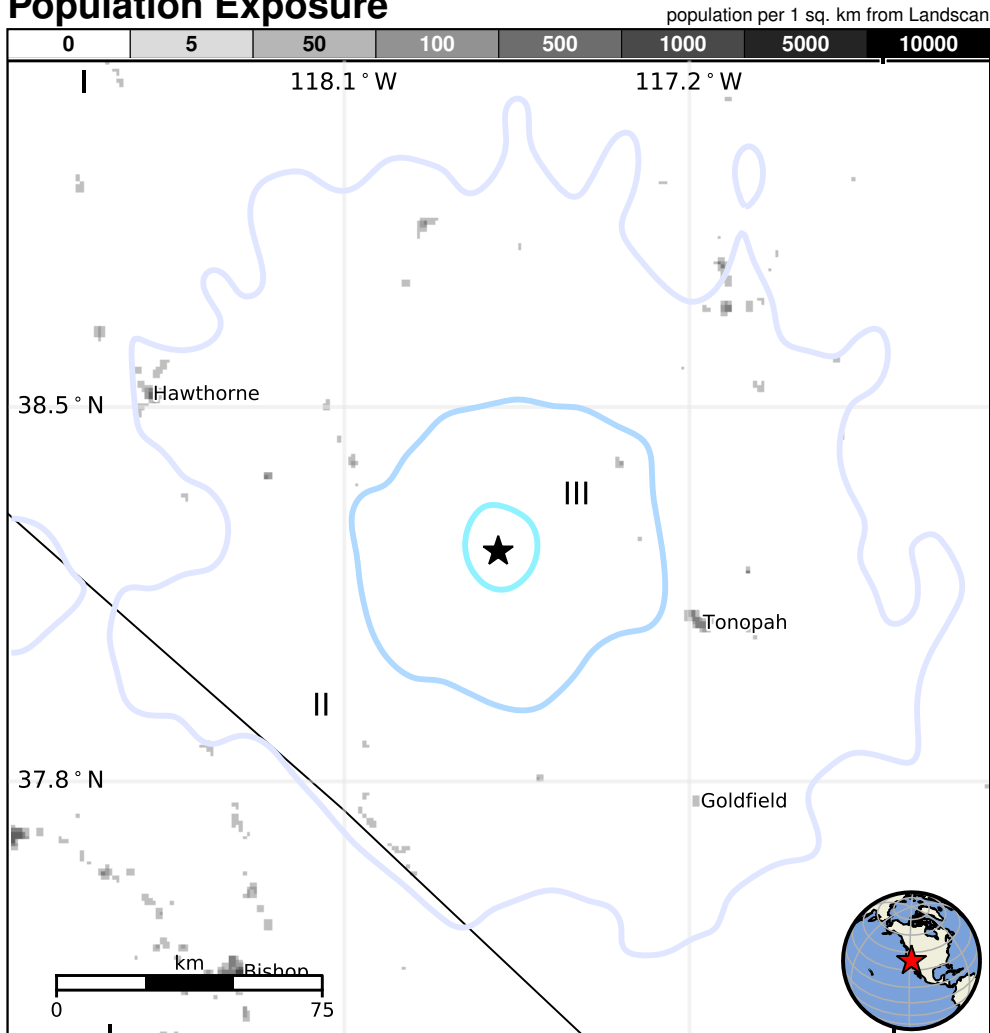 Population Exposure
population per 1 sq. km from Landscan
0 5 50 100 500 1000 5000 10000
I
118.1°W 117.2°W
Hawthorne
38.5°N
III
Tonopah
II
37.8°N
Goldfield
km
Bishop
0 75